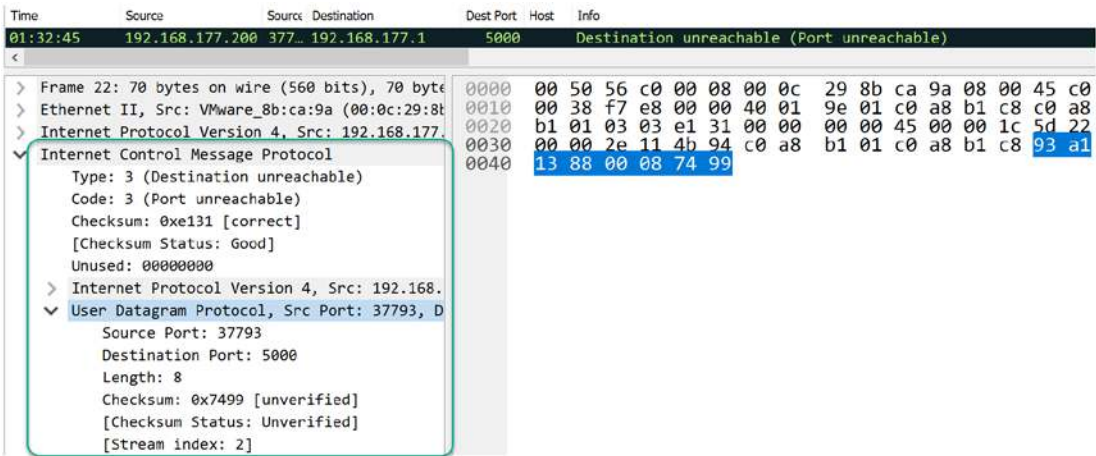 Time Source Source Destination Dest Port Host Info
01:32:45 192.168.177.200 377… 192.168.177.1 5000 Destination unreachable (Port unreachable)
Frame 22: 70 bytes on wire (560 bits), 70 byte
Ethernet II, Src: VMware_8b:ca:9a (00:0c:29:8b
Internet Protocol Version 4, Src: 192.168.177.
Internet Control Message Protocol
Type: 3 (Destination unreachable)
Code: 3 (Port unreachable)
Checksum: 0xe131 [correct]
[Checksum Status: Good]
Unused: 00000000
Internet Protocol Version 4, Src: 192.168.
User Datagram Protocol, Src Port: 37793, D
Source Port: 37793
Destination Port: 5000
Length: 8
Checksum: 0x7499 [unverified]
[Checksum Status: Unverified]
[Stream index: 2]
0000 00 50 56 c0 00 08 00 0c 29 8b ca 9a 08 00 45 c0
0010 00 38 f7 e8 00 00 40 01 9e 01 c0 a8 b1 c8 c0 a8
0020 b1 01 03 03 e1 31 00 00 00 00 45 00 00 1c 5d 22
0030 00 00 2e 11 4b 94 c0 a8 b1 01 c0 a8 b1 c8 93 a1
0040 13 88 00 08 74 99